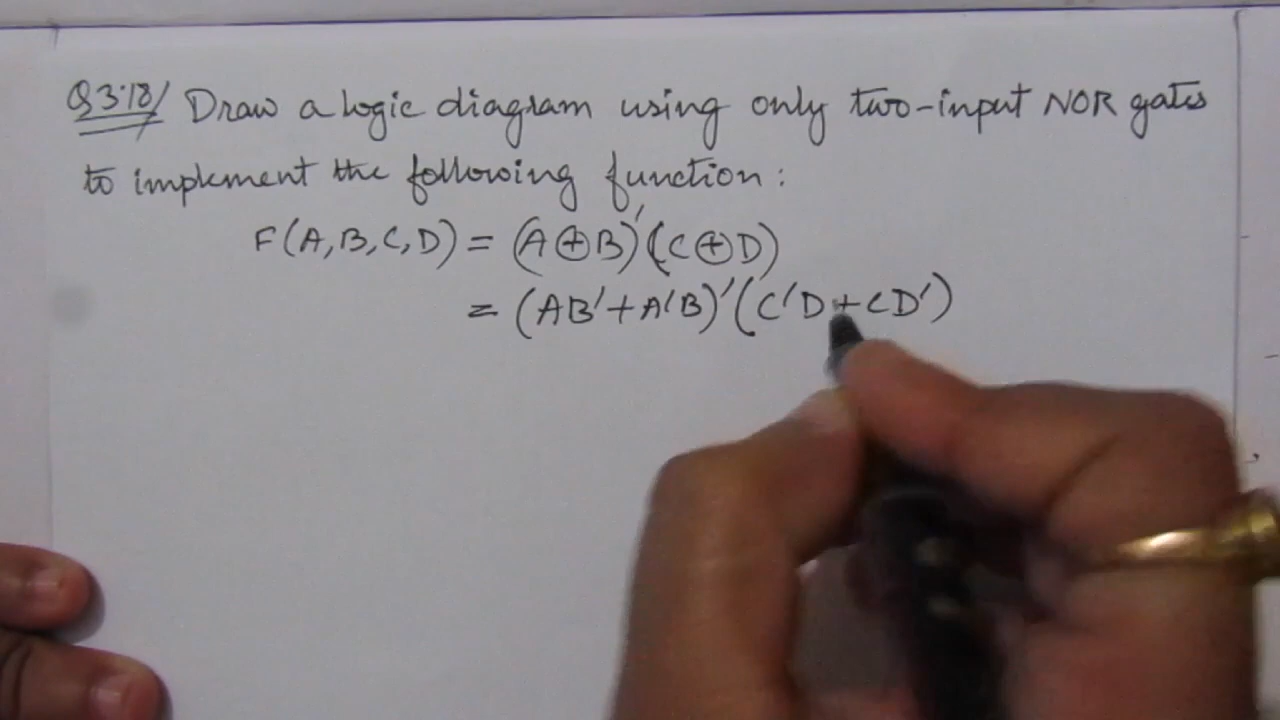 Q3.18/ Draw a logic diagram using only two-input NOR gates
to implement the following function:
F(A,B,C,D) = (A⊕B)'(C⊕D)
= (AB'+A'B)'(C'D+CD')